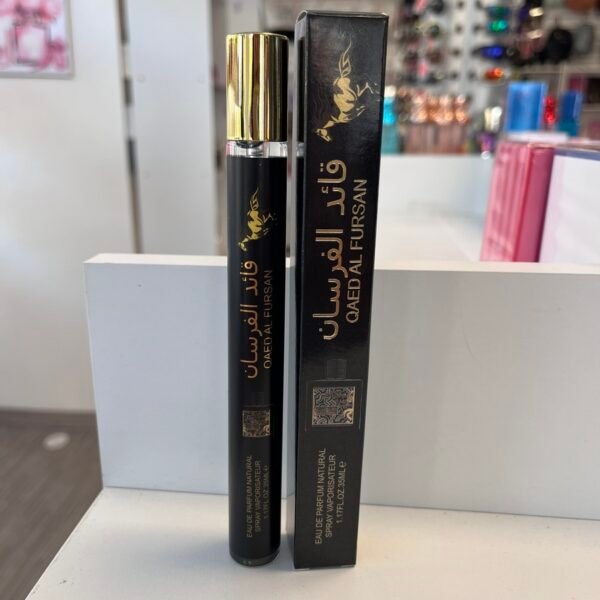 قائد الفرسان
QAED AL FURSAN
EAU DE PARFUM NATURAL
SPRAY VAPORISATEUR
1.17FL.OZ 35ML℮
قائد الفرسان
QAED AL FURSAN
EAU DE PARFUM NATURAL
SPRAY VAPORISATEUR
1.17FL.OZ 35ML℮